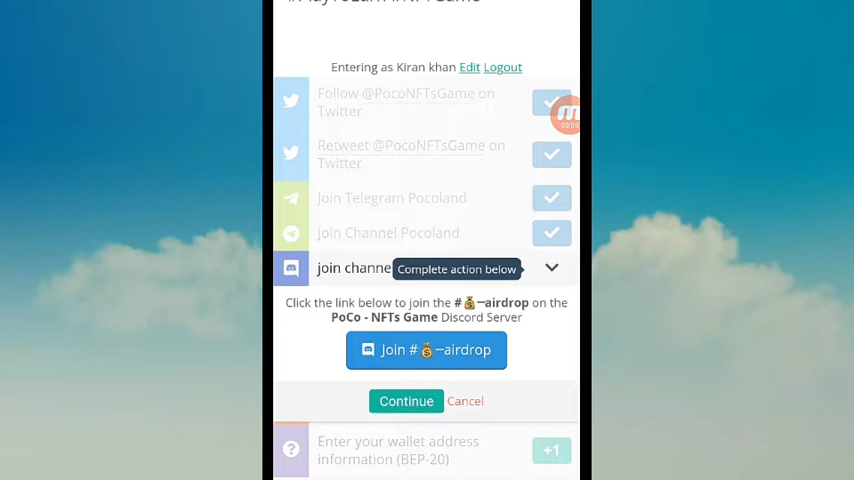 Entering as Kiran khan Edit Logout
Follow @PocoNFTsGame on
Twitter
Retweet @PocoNFTsGame on
Twitter
Join Telegram Pocoland
Join Channel Pocoland
join channe
Complete action below
Click the link below to join the #💰–airdrop on the
PoCo - NFTs Game Discord Server
Join #💰–airdrop
Continue Cancel
Enter your wallet address
information (BEP-20)
+1